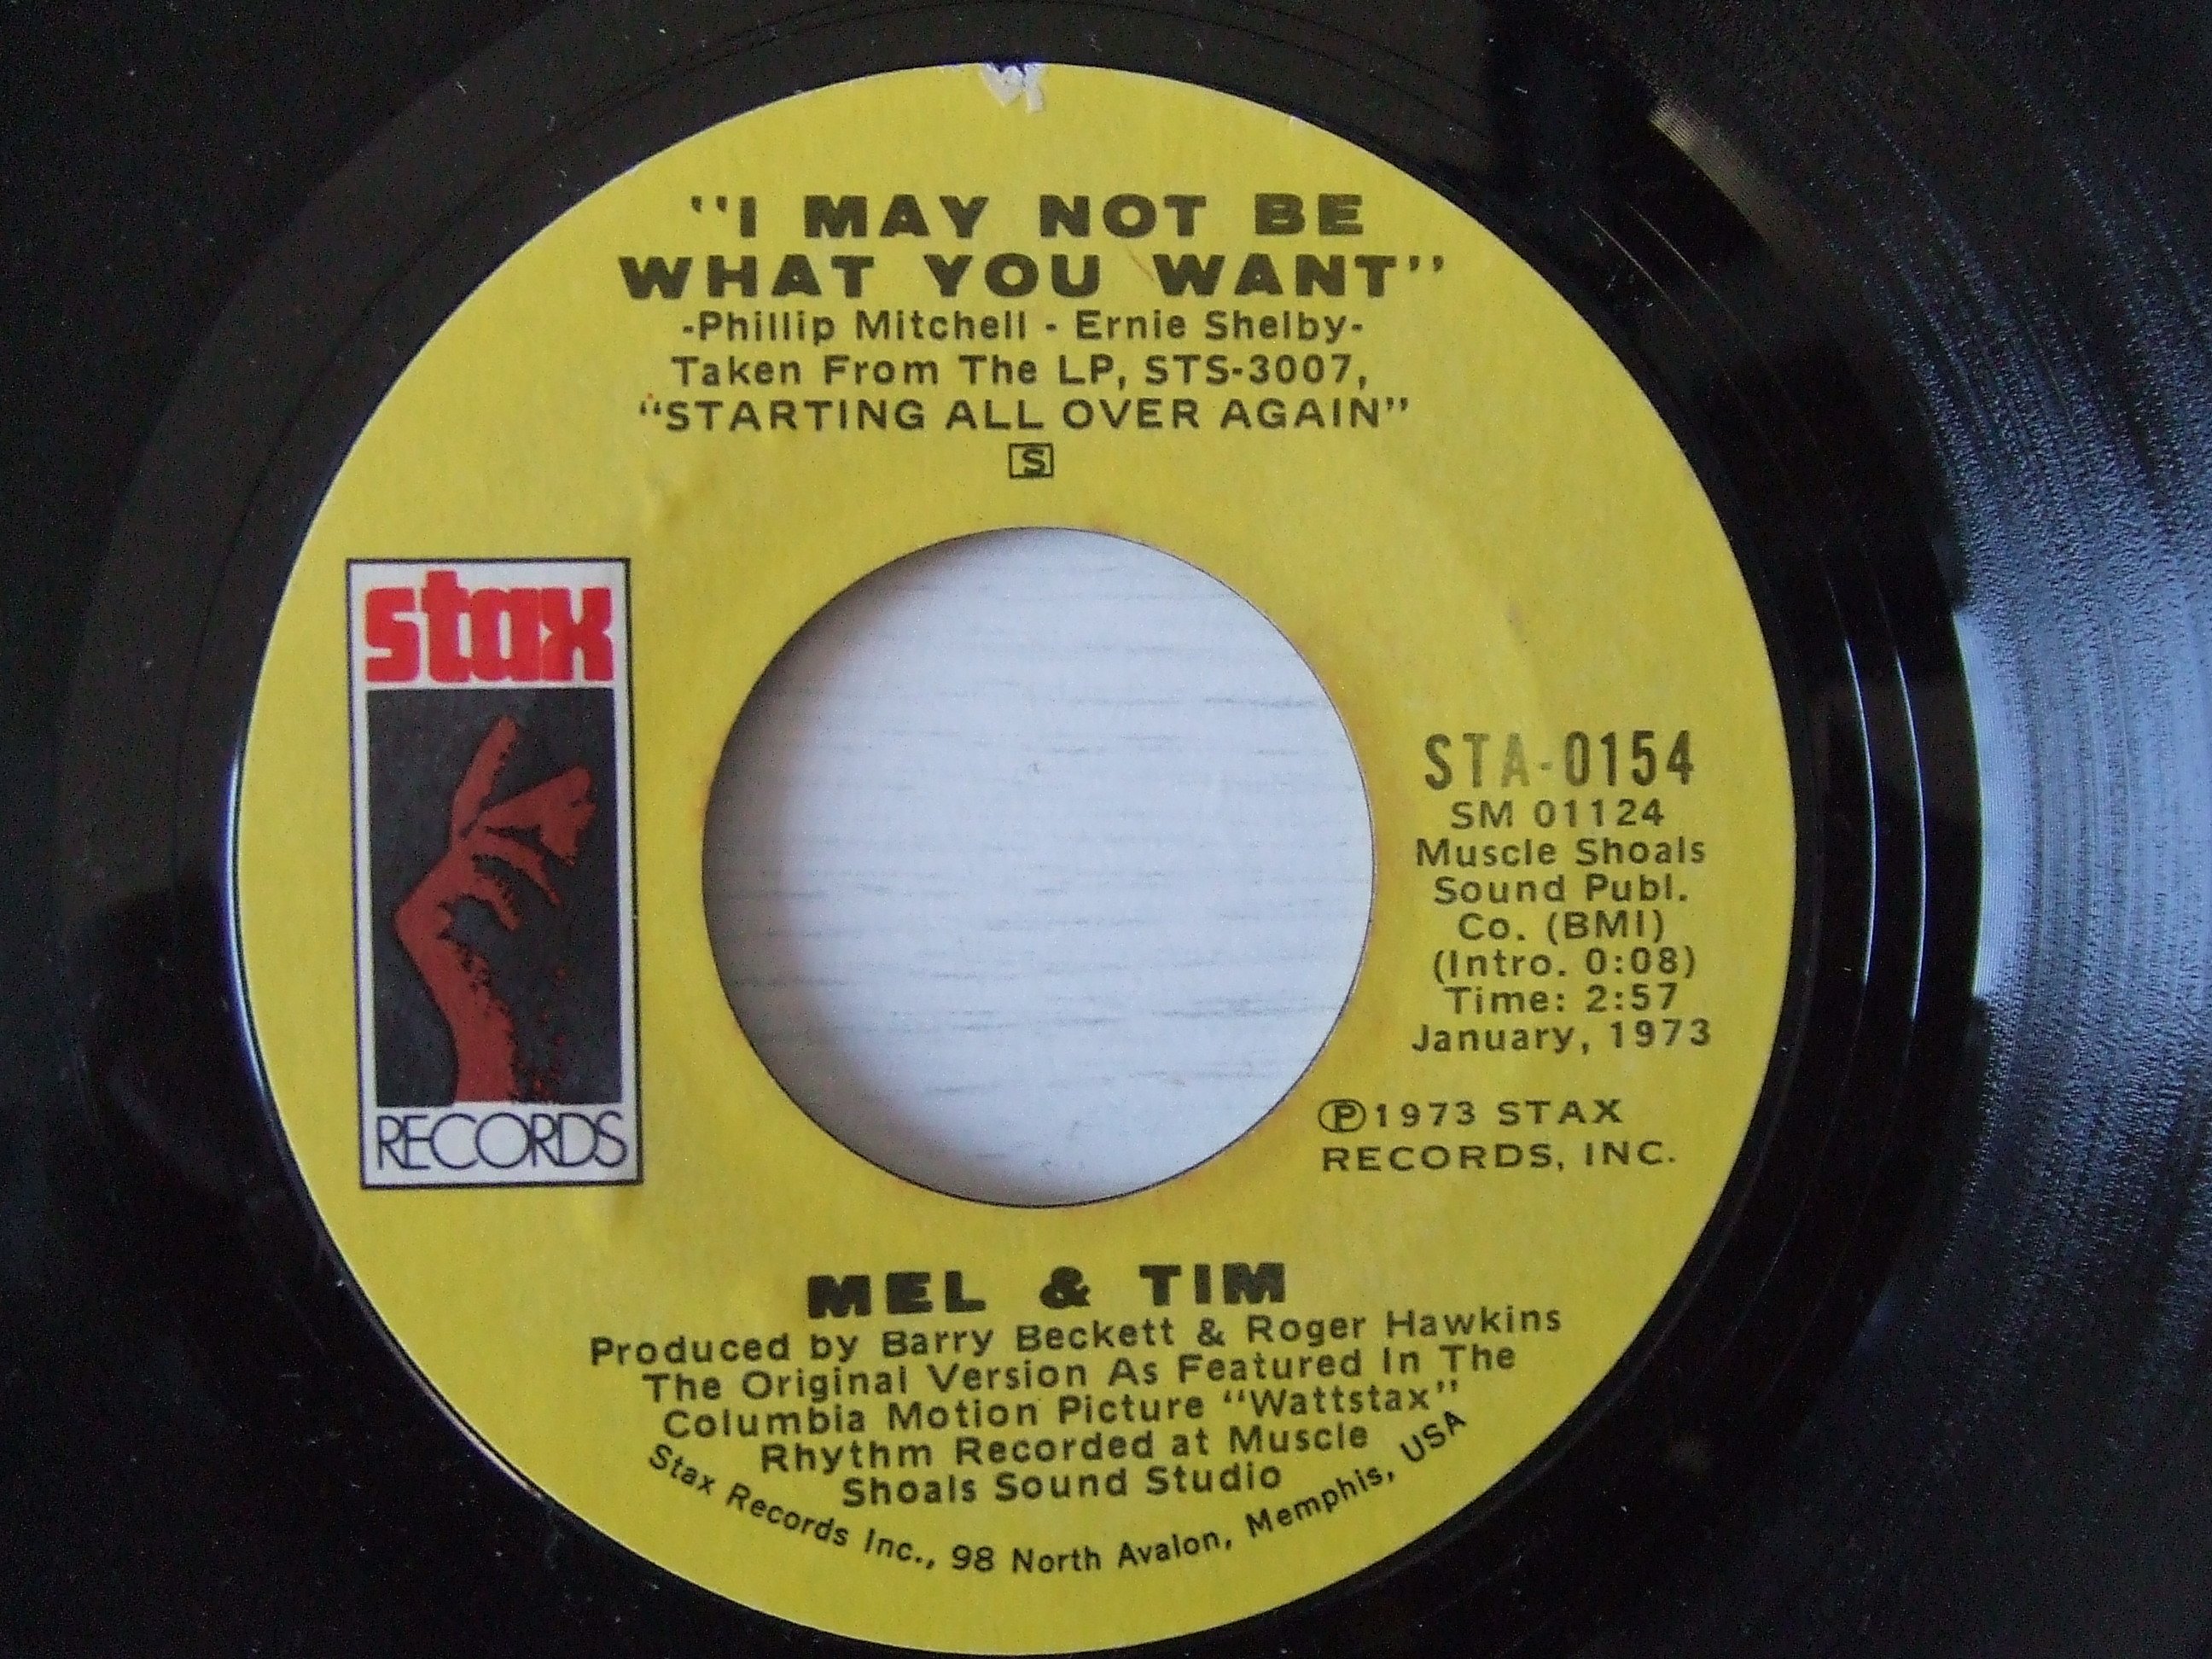 "I MAY NOT BE
WHAT YOU WANT"
-Phillip Mitchell - Ernie Shelby-
Taken From The LP, STS-3007,
"STARTING ALL OVER AGAIN"
S
stax
RECORDS
STA-0154
SM 01124
Muscle Shoals
Sound Publ.
Co. (BMI)
(Intro. 0:08)
Time: 2:57
January, 1973
℗1973 STAX
RECORDS, INC.
MEL & TIM
Produced by Barry Beckett & Roger Hawkins
The Original Version As Featured In The
Columbia Motion Picture "Wattstax"
Rhythm Recorded at Muscle
Shoals Sound Studio
Stax Records Inc., 98 North Avalon, Memphis, USA